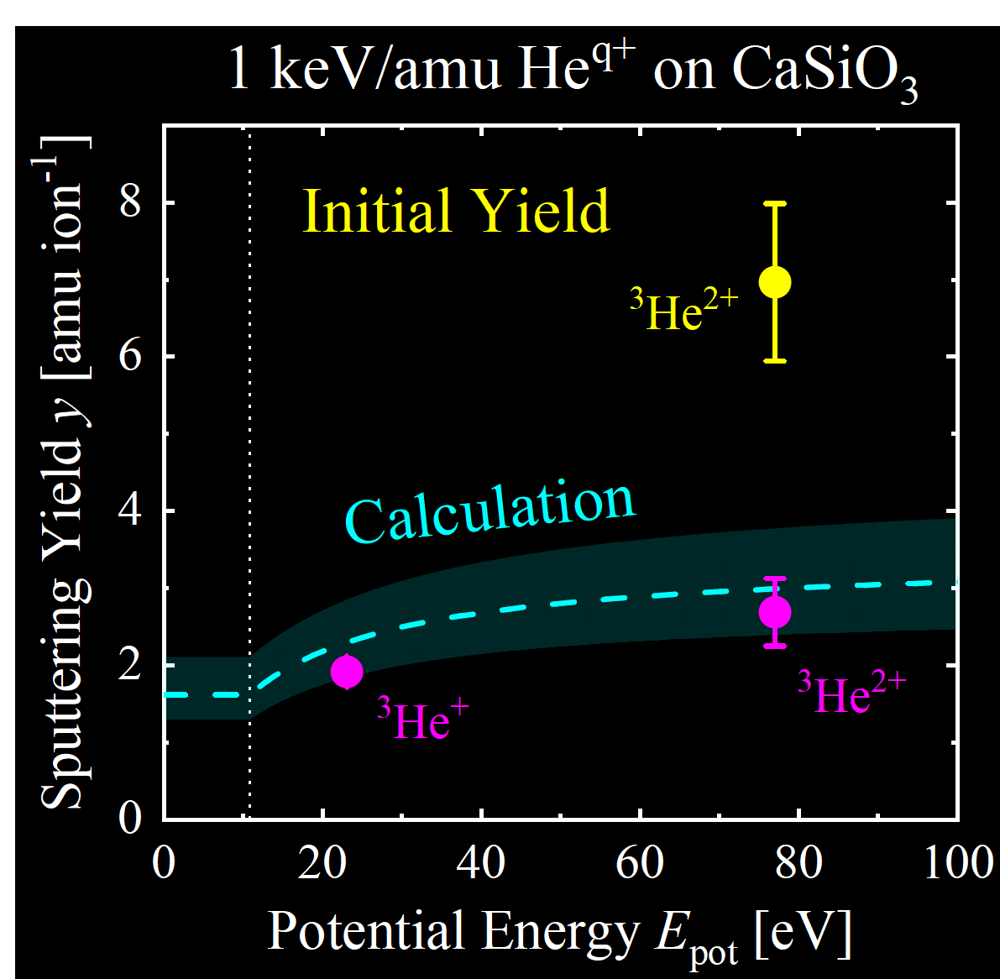 1 keV/amu He^q+ on CaSiO₃
Sputtering Yield y [amu ion⁻¹]
8
6
4
2
0
Initial Yield
³He²⁺
Calculation
³He⁺
³He²⁺
0 20 40 60 80 100
Potential Energy E_pot [eV]